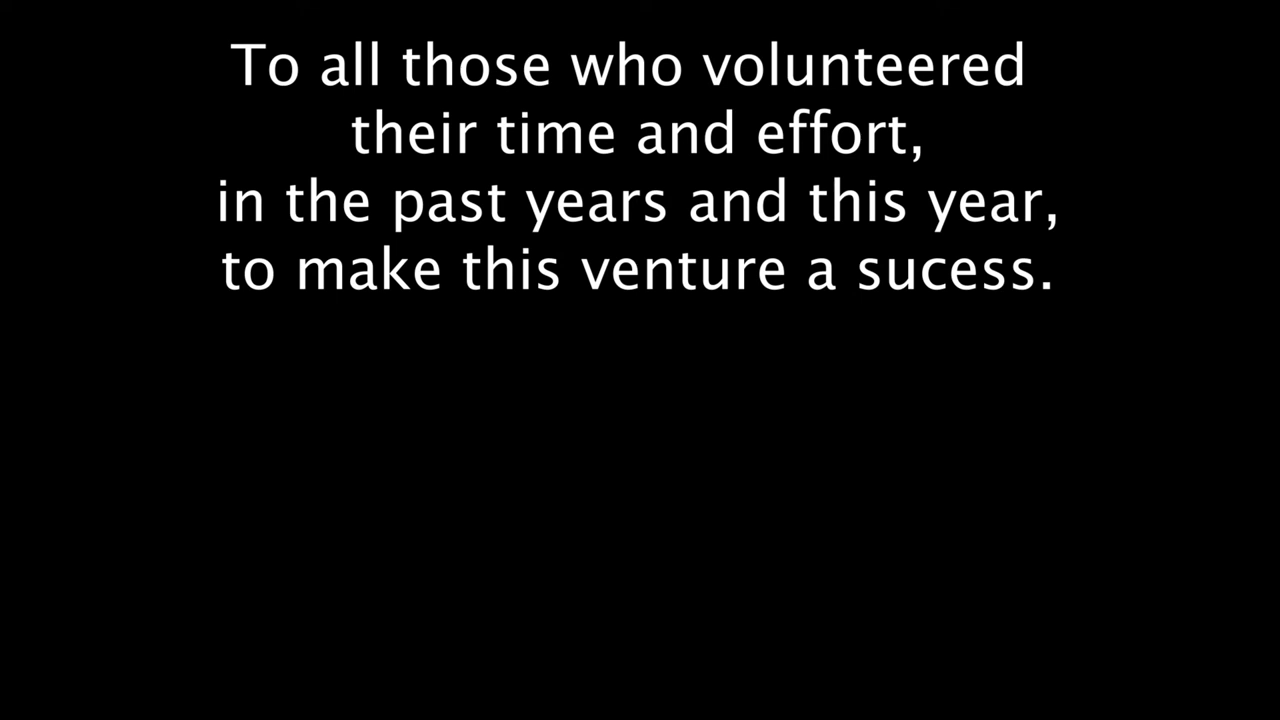 To all those who volunteered
their time and effort,
in the past years and this year,
to make this venture a sucess.